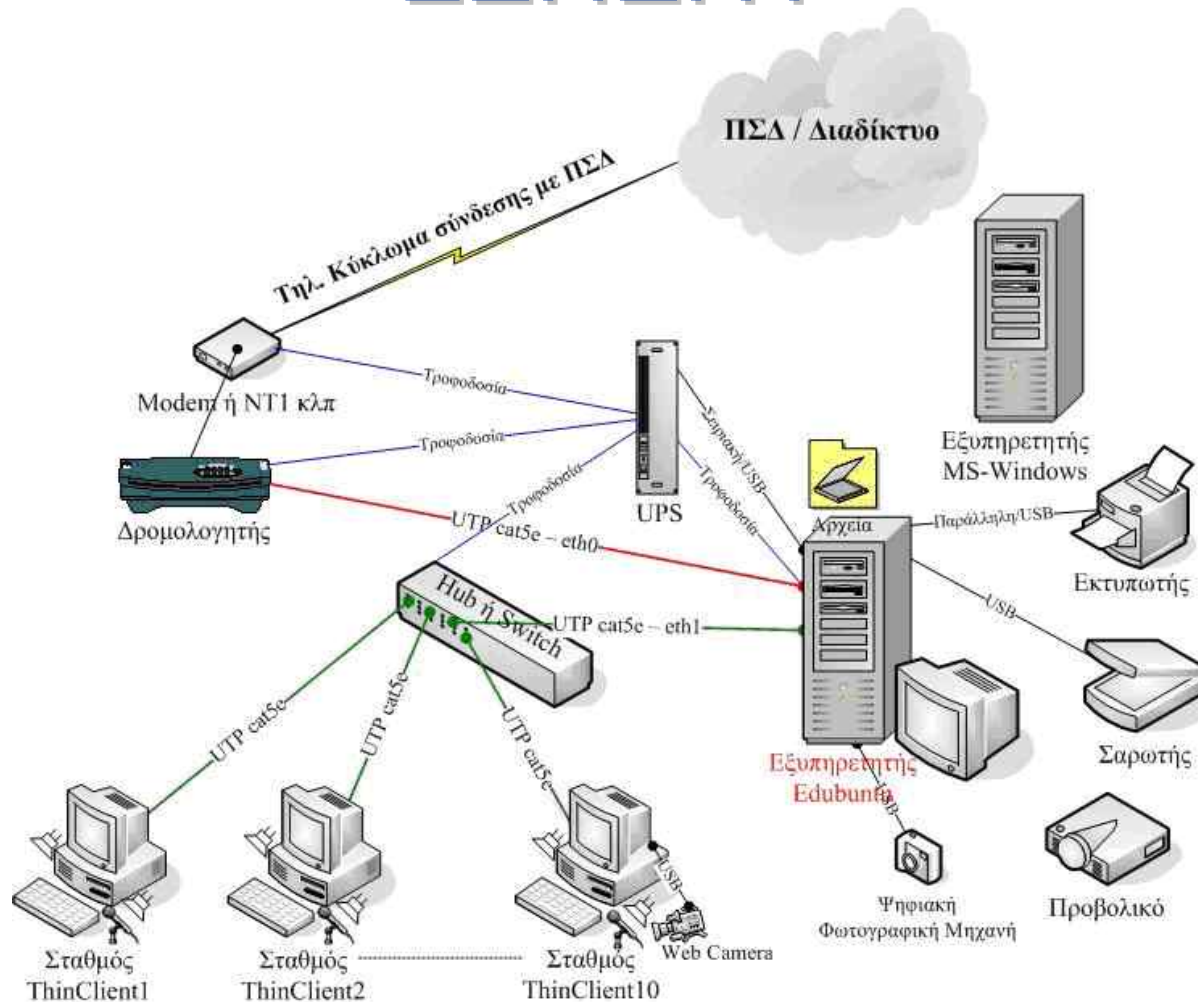 ΠΣΔ / Διαδίκτυο
Τηλ. Κύκλωμα σύνδεσης με ΠΣΔ
Modem ή NT1 κλπ
Τροφοδοσία
Τροφοδοσία
Τροφοδοσία
Σειριακή/USB
Τροφοδοσία
UPS
Εξυπηρετητής
MS-Windows
Δρομολογητής
UTP cat5e – eth0
Αρχεία
Παράλληλη/USB
Εκτυπωτής
Hub ή Switch
UTP cat5e – eth1
USB
UTP cat5e
UTP cat5e
UTP cat5e
Σαρωτής
Εξυπηρετητής
Edubuntu
USB
USB
Ψηφιακή
Φωτογραφική Μηχανή
Προβολικό
Web Camera
Σταθμός
ThinClient1
Σταθμός
ThinClient2
Σταθμός
ThinClient10